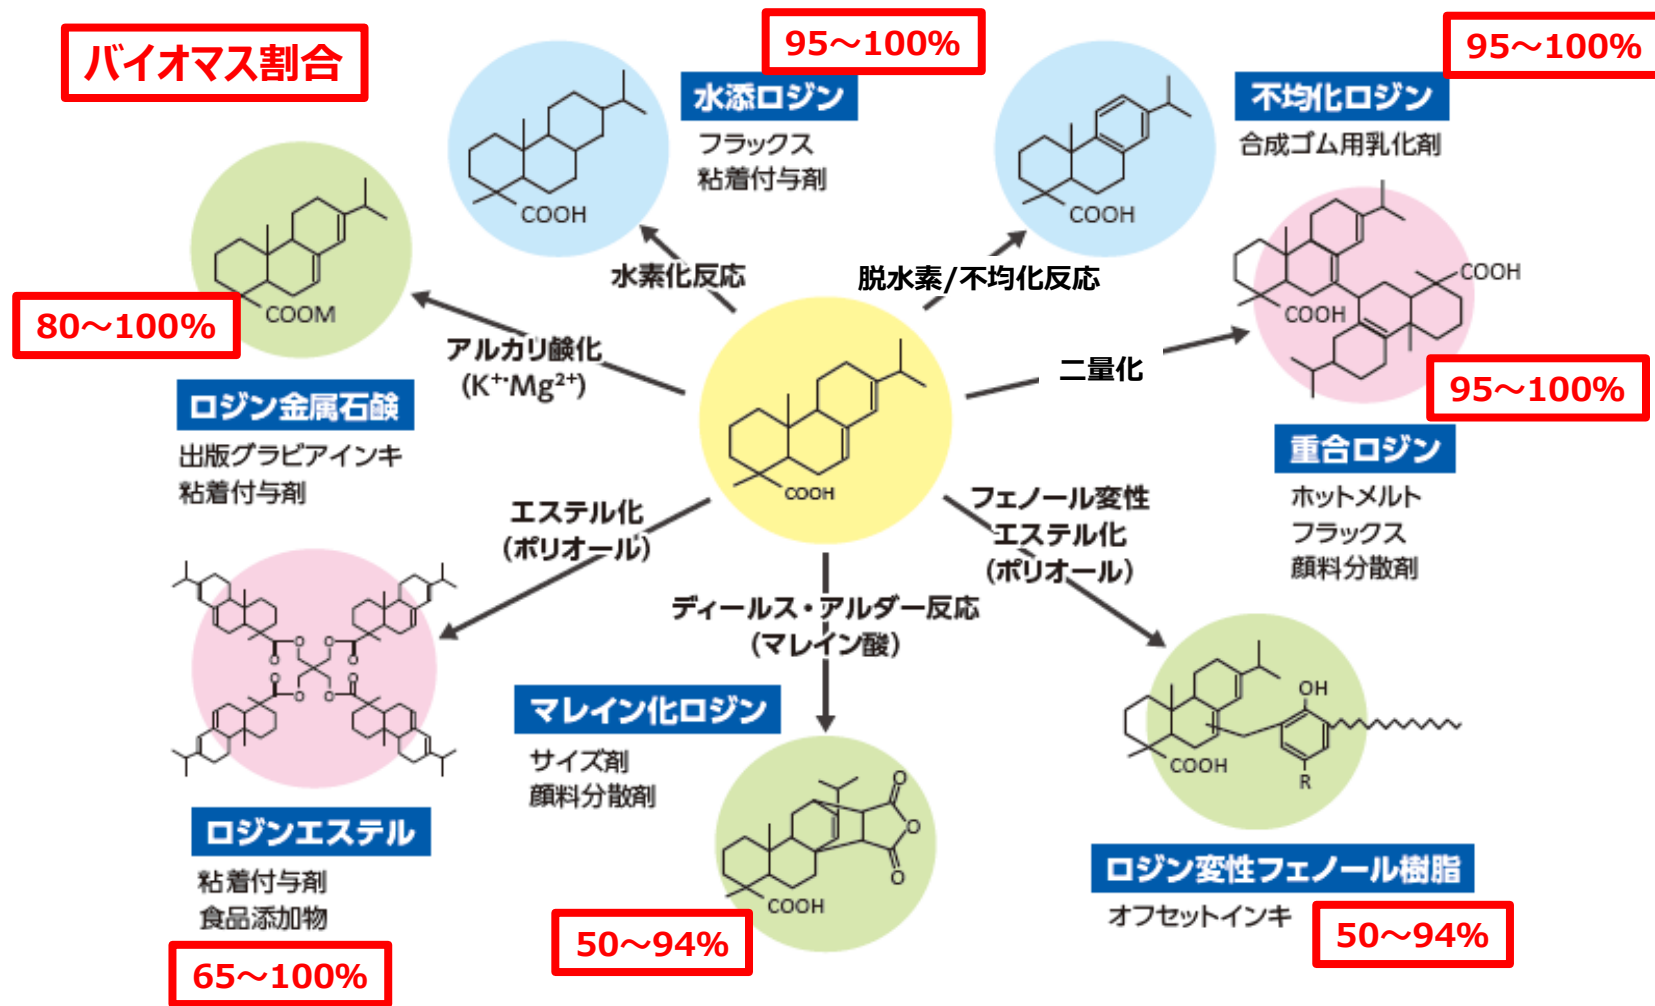 バイオマス割合
95～100%
水添ロジン
フラックス
粘着付与剤
COOH
95～100%
不均化ロジン
合成ゴム用乳化剤
COOH
水素化反応
脱水素/不均化反応
COOM
80～100%
アルカリ鹸化
(K⁺·Mg²⁺)
ロジン金属石鹸
出版グラビアインキ
粘着付与剤
COOH
二量化
COOH
COOH
95～100%
重合ロジン
ホットメルト
フラックス
顔料分散剤
エステル化
(ポリオール)
フェノール変性
エステル化
(ポリオール)
ディールス・アルダー反応
(マレイン酸)
O O
O O
O O
O O
ロジンエステル
粘着付与剤
食品添加物
65～100%
マレイン化ロジン
サイズ剤
顔料分散剤
O
O
O
COOH
50～94%
OH
COOH
R
ロジン変性フェノール樹脂
オフセットインキ
50～94%